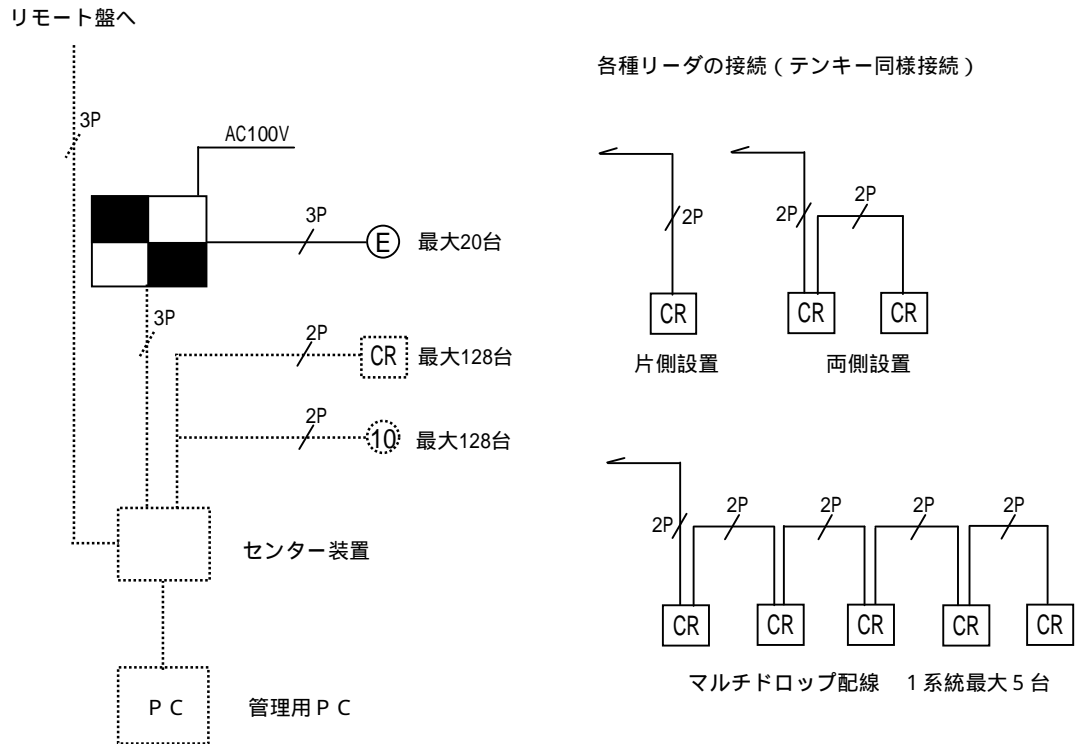 リモート盤へ
3P
AC100V
3P
E 最大20台
3P
2P
CR 最大128台
2P
10 最大128台
センター装置
PC 管理用PC
各種リーダの接続(テンキー同様接続)
2P
CR
片側設置
2P
2P
CR CR
両側設置
2P 2P 2P 2P 2P
CR CR CR CR CR
マルチドロップ配線 1系統最大5台